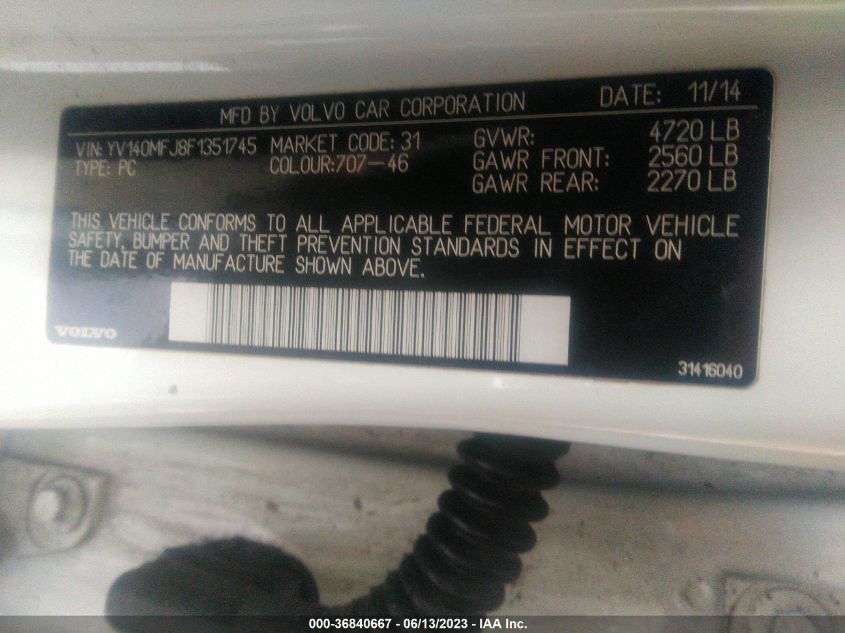 MFD BY VOLVO CAR CORPORATION DATE: 11/14
VIN: YV140MFJ8F1351745 MARKET CODE: 31 GVWR: 4720 LB
TYPE: PC COLOUR:707-46 GAWR FRONT: 2560 LB
GAWR REAR: 2270 LB
THIS VEHICLE CONFORMS TO ALL APPLICABLE FEDERAL MOTOR VEHICLE
SAFETY, BUMPER AND THEFT PREVENTION STANDARDS IN EFFECT ON
THE DATE OF MANUFACTURE SHOWN ABOVE.
VOLVO
31416040
000-36840667 - 06/13/2023 - IAA Inc.